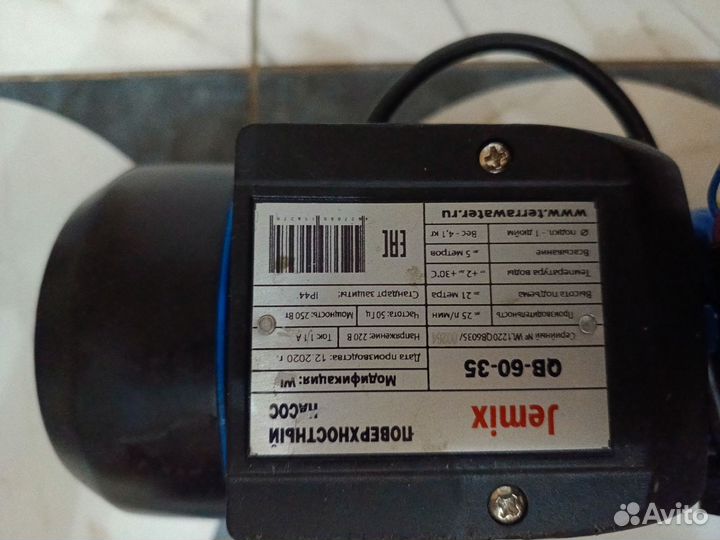 Jemix
ПОВЕРХНОСТНЫЙ
НАСОС
QB-60-35
Модификация:
Серийный № WL1220QB6035/
Дата производства: 12.2020 г.
Производительность
25 л/мин
Напряжение: 220 В
Ток: 1,1 А
Высота подъема
21 метра
Частота: 50 Гц
Мощность: 250 Вт
Температура воды
+2 ... +30°C
Стандарт защиты: IP44
Всасывание
5 метров
Ø подкл. - 1 дюйм
Вес - 4,1 кг
EAC
www.terrawater.ru
Avito